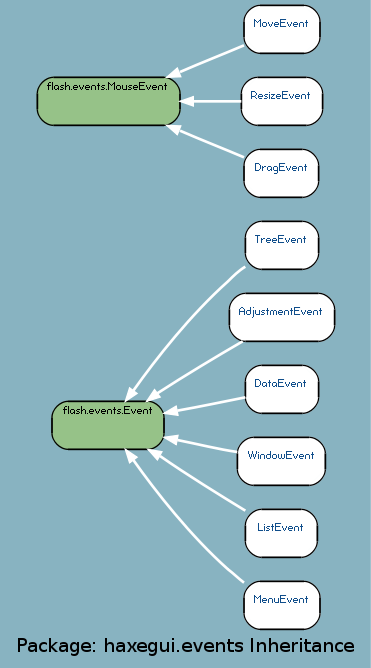 MoveEvent
flash.events.MouseEvent
ResizeEvent
DragEvent
TreeEvent
AdjustmentEvent
DataEvent
flash.events.Event
WindowEvent
ListEvent
MenuEvent
Package: haxegui.events Inheritance